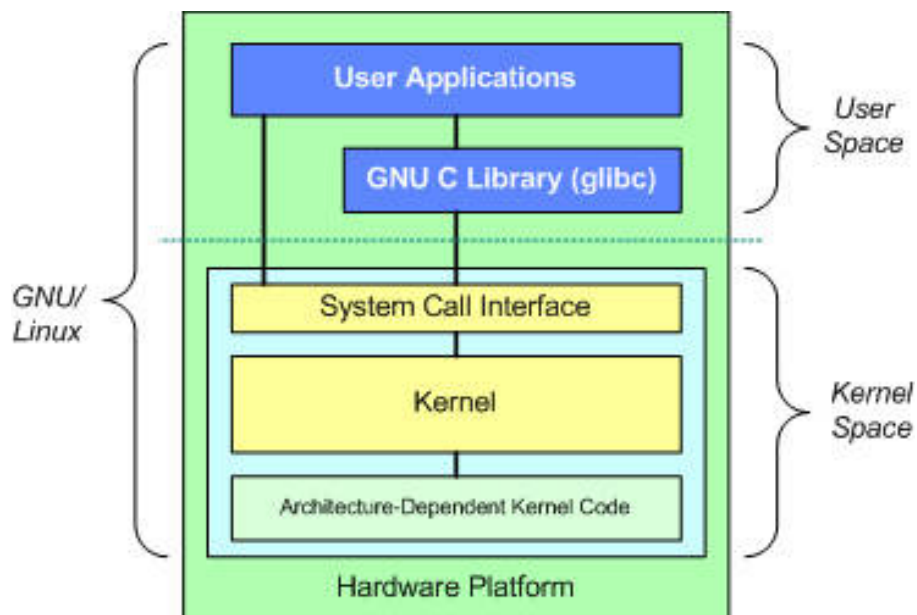 User Applications
User
Space
GNU C Library (glibc)
GNU/
Linux
System Call Interface
Kernel
Kernel
Space
Architecture-Dependent Kernel Code
Hardware Platform